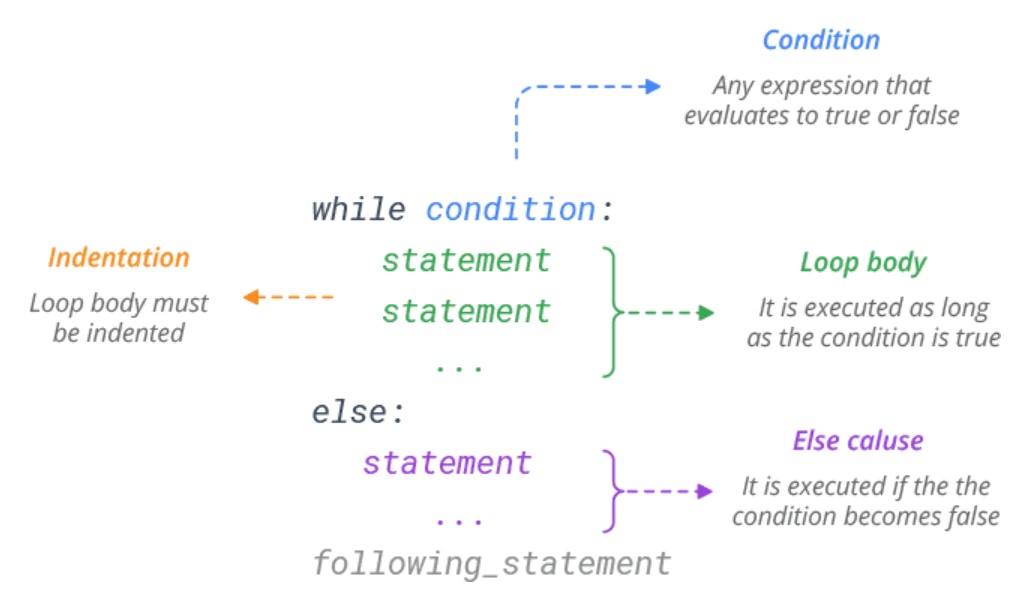 Condition
Any expression that
evaluates to true or false
while condition:
Indentation
Loop body must
be indented
statement
statement
...
Loop body
It is executed as long
as the condition is true
else:
statement
...
Else caluse
It is executed if the the
condition becomes false
following_statement